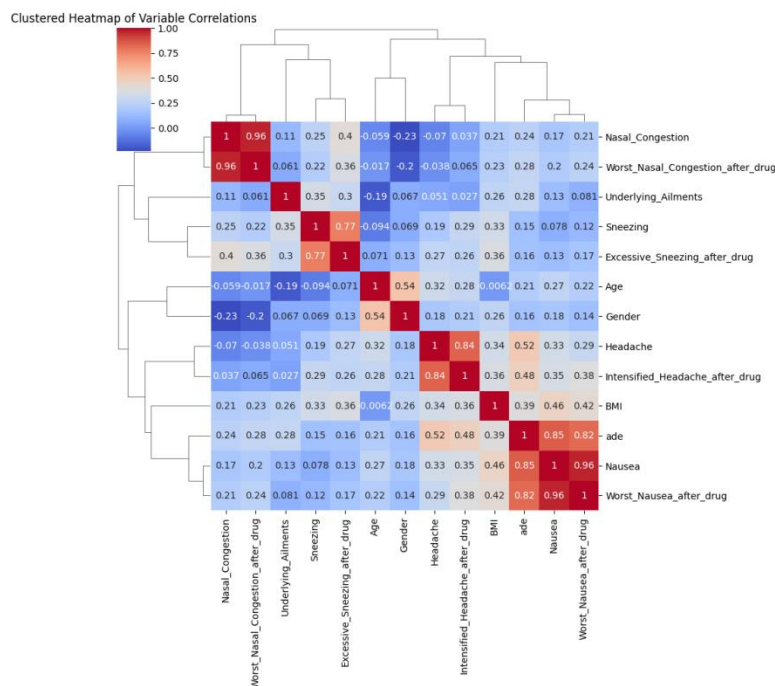 Clustered Heatmap of Variable Correlations
1.00
0.75
0.50
0.25
0.00
1 0.96 0.11 0.25 0.4 -0.059 -0.23 -0.07 0.037 0.21 0.24 0.17 0.21 Nasal_Congestion
0.96 1 0.061 0.22 0.36 -0.017 -0.2 -0.038 0.065 0.23 0.28 0.2 0.24 Worst_Nasal_Congestion_after_drug
0.11 0.061 1 0.35 0.3 -0.19 0.067 0.051 0.027 0.26 0.28 0.13 0.081 Underlying_Ailments
0.25 0.22 0.35 1 0.77 -0.094 0.069 0.19 0.29 0.33 0.15 0.078 0.12 Sneezing
0.4 0.36 0.3 0.77 1 0.071 0.13 0.27 0.26 0.36 0.16 0.13 0.17 Excessive_Sneezing_after_drug
-0.059 -0.017 -0.19 -0.094 0.071 1 0.54 0.32 0.28 -0.0062 0.21 0.27 0.22 Age
-0.23 -0.2 0.067 0.069 0.13 0.54 1 0.18 0.21 0.26 0.16 0.18 0.14 Gender
-0.07 -0.038 0.051 0.19 0.27 0.32 0.18 1 0.84 0.34 0.52 0.33 0.29 Headache
0.037 0.065 0.027 0.29 0.26 0.28 0.21 0.84 1 0.36 0.48 0.35 0.38 Intensified_Headache_after_drug
0.21 0.23 0.26 0.33 0.36 0.0062 0.26 0.34 0.36 1 0.39 0.46 0.42 BMI
0.24 0.28 0.28 0.15 0.16 0.21 0.16 0.52 0.48 0.39 1 0.85 0.82 ade
0.17 0.2 0.13 0.078 0.13 0.27 0.18 0.33 0.35 0.46 0.85 1 0.96 Nausea
0.21 0.24 0.081 0.12 0.17 0.22 0.14 0.29 0.38 0.42 0.82 0.96 1 Worst_Nausea_after_drug
Nasal_Congestion
Worst_Nasal_Congestion_after_drug
Underlying_Ailments
Sneezing
Excessive_Sneezing_after_drug
Age
Gender
Headache
Intensified_Headache_after_drug
BMI
ade
Nausea
Worst_Nausea_after_drug